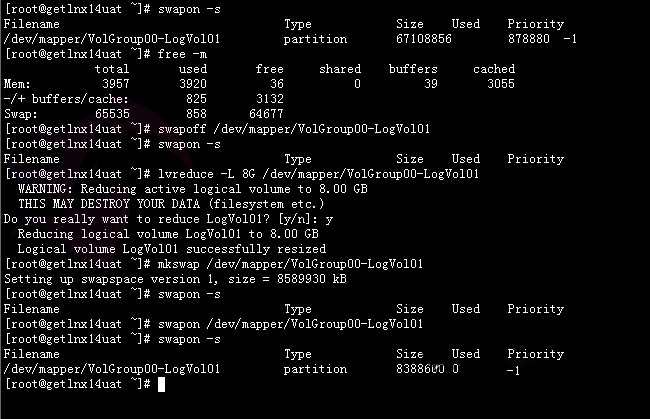 [root@getlnx14uat ~]# swapon -s
Filename Type Size Used Priority
/dev/mapper/VolGroup00-LogVol01 partition 67108856 878880 -1
[root@getlnx14uat ~]# free -m
total used free shared buffers cached
Mem: 3957 3920 36 0 39 3055
-/+ buffers/cache: 825 3132
Swap: 65535 858 64677
[root@getlnx14uat ~]# swapoff /dev/mapper/VolGroup00-LogVol01
[root@getlnx14uat ~]# swapon -s
Filename Type Size Used Priority
[root@getlnx14uat ~]# lvreduce -L 8G /dev/mapper/VolGroup00-LogVol01
WARNING: Reducing active logical volume to 8.00 GB
THIS MAY DESTROY YOUR DATA (filesystem etc.)
Do you really want to reduce LogVol01? [y/n]: y
Reducing logical volume LogVol01 to 8.00 GB
Logical volume LogVol01 successfully resized
[root@getlnx14uat ~]# mkswap /dev/mapper/VolGroup00-LogVol01
Setting up swapspace version 1, size = 8589930 kB
[root@getlnx14uat ~]# swapon -s
Filename Type Size Used Priority
[root@getlnx14uat ~]# swapon /dev/mapper/VolGroup00-LogVol01
[root@getlnx14uat ~]# swapon -s
Filename Type Size Used Priority
/dev/mapper/VolGroup00-LogVol01 partition 8388600 0 -1
[root@getlnx14uat ~]#